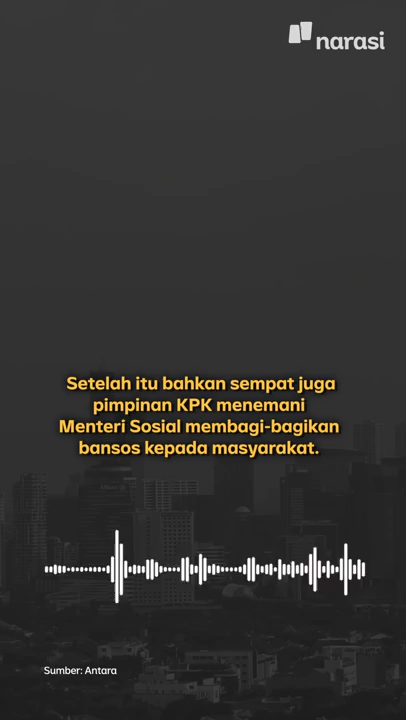 narasi
Setelah itu bahkan sempat juga
pimpinan KPK menemani
Menteri Sosial membagi-bagikan
bansos kepada masyarakat.
Sumber: Antara